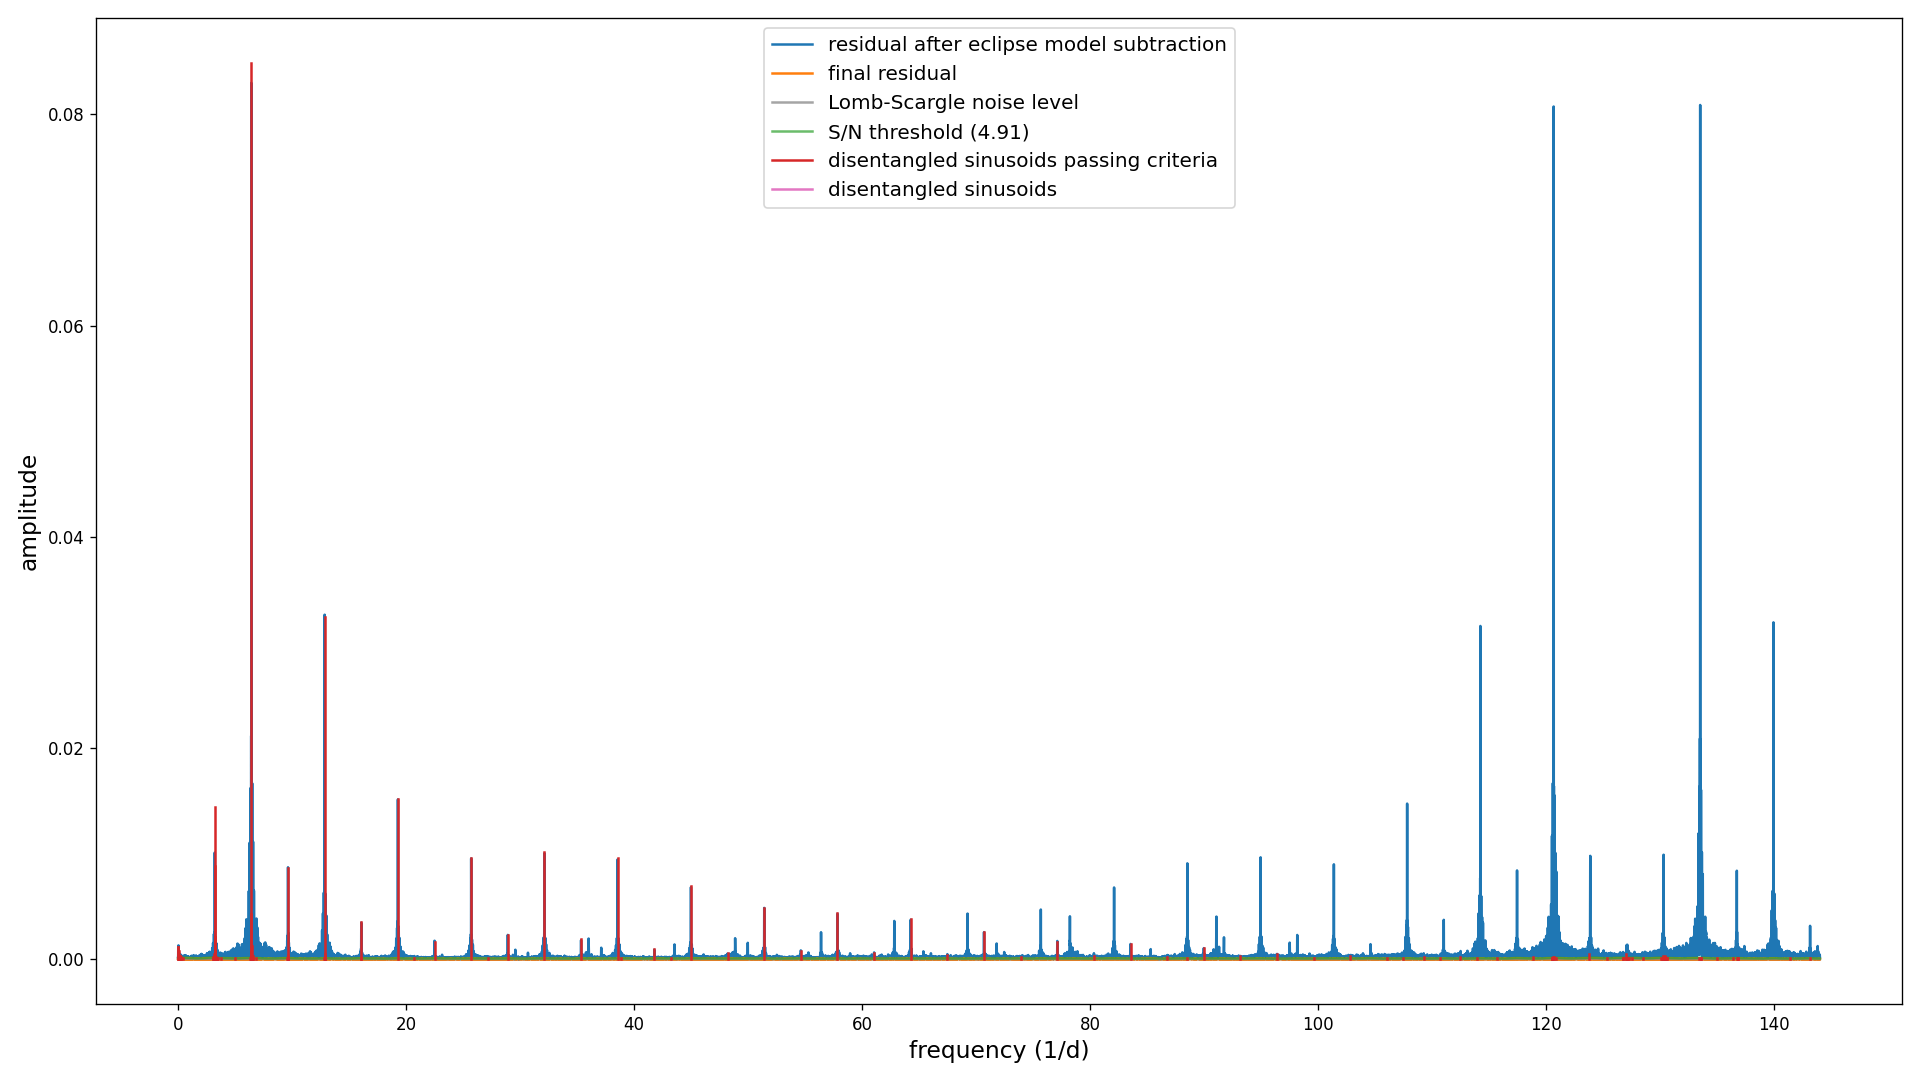 residual after eclipse model subtraction
final residual
Lomb-Scargle noise level
S/N threshold (4.91)
disentangled sinusoids passing criteria
disentangled sinusoids
0.08
0.06
0.04
0.02
0.00
amplitude
0 20 40 60 80 100 120 140
frequency (1/d)